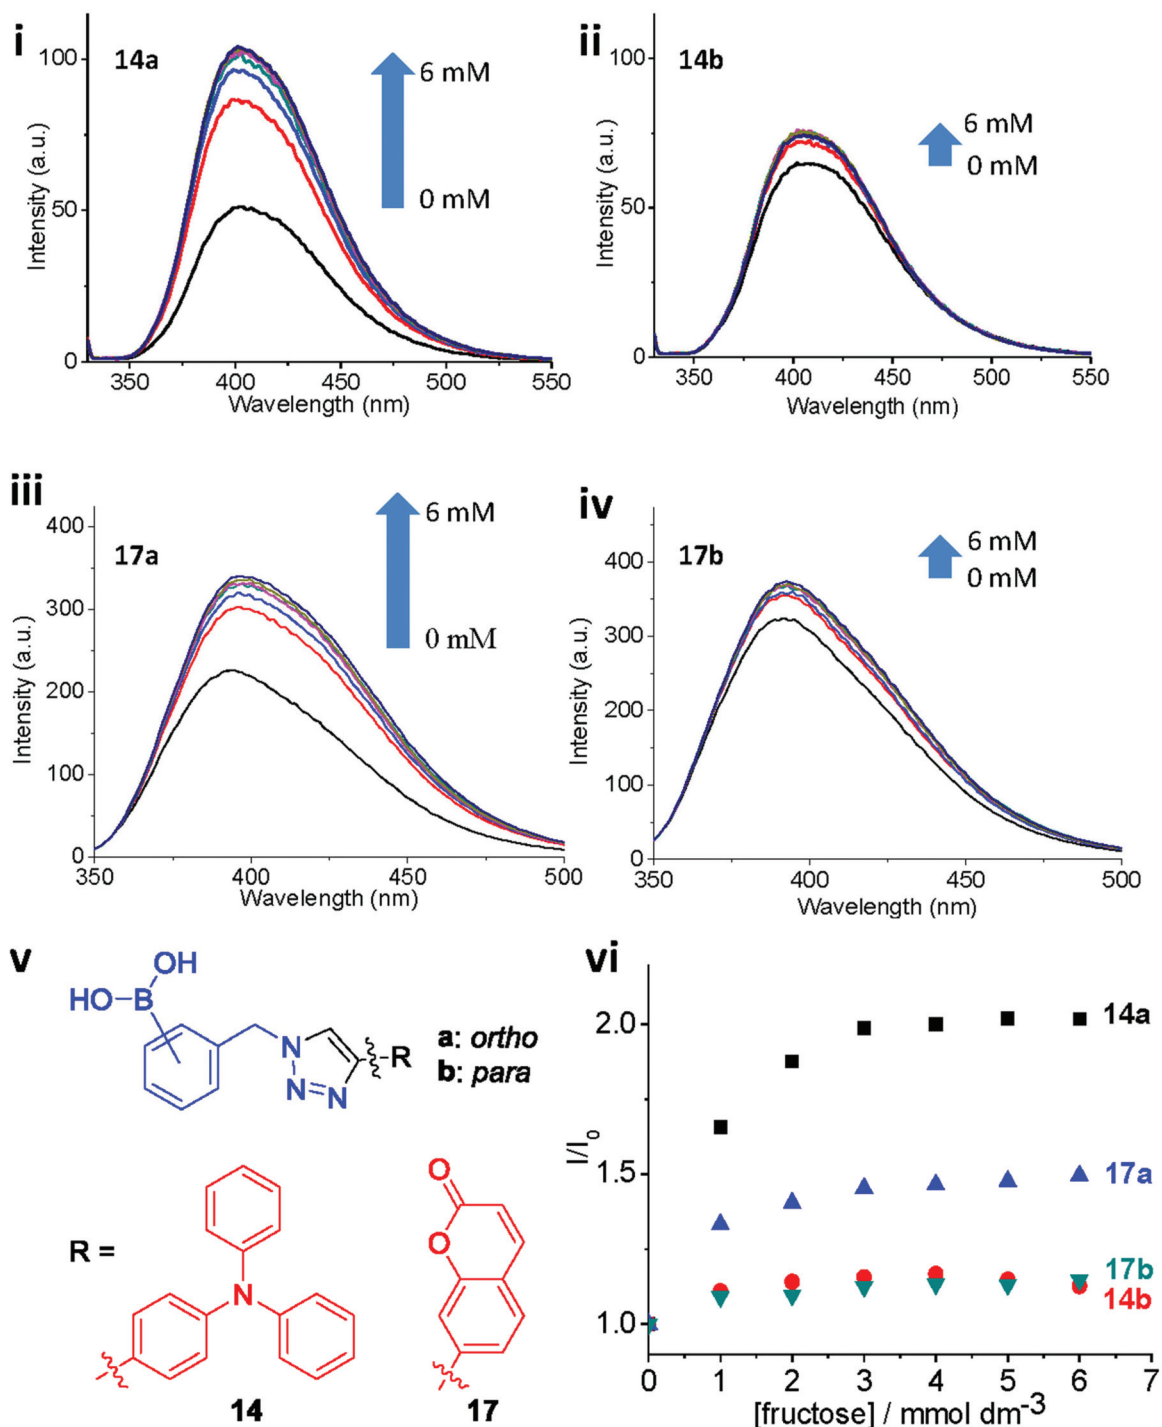 i
14a
Intensity (a.u.)
100
50
0
6 mM
0 mM
350 400 450 500 550
Wavelength (nm)
ii
14b
Intensity (a.u.)
100
50
0
6 mM
0 mM
350 400 450 500 550
Wavelength (nm)
iii
17a
Intensity (a.u.)
400
300
200
100
0
6 mM
0 mM
350 400 450 500
Wavelength (nm)
iv
17b
Intensity (a.u.)
400
300
200
100
0
6 mM
0 mM
350 400 450 500
Wavelength (nm)
v
OH
HO B
N
N N
R
a: ortho
b: para
R =
N
14
O
O
17
vi
I/I0
2.0
1.5
1.0
14a
17a
17b
14b
0 1 2 3 4 5 6 7
[fructose] / mmol dm-3